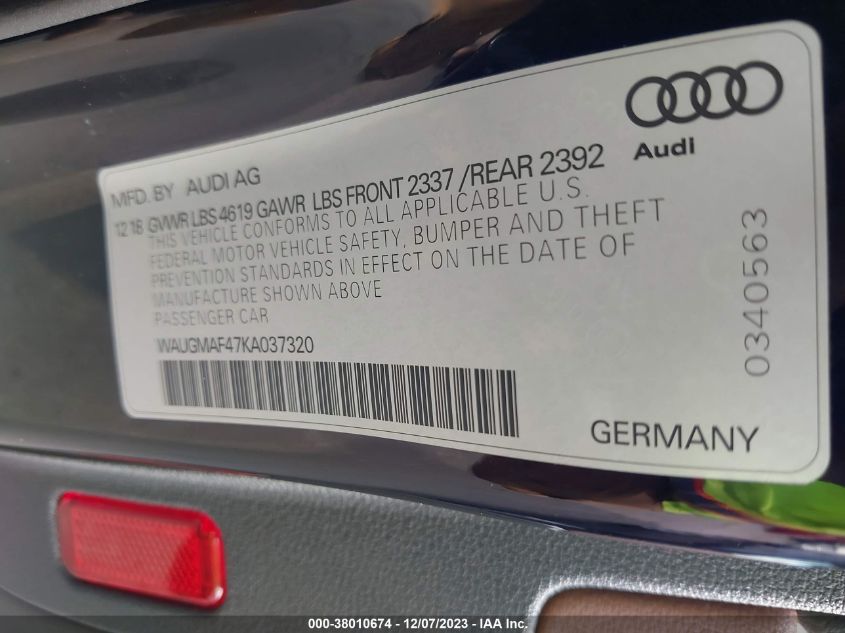 Audi
MFD. BY AUDI AG
12 18 GVWR LBS 4619 GAWR LBS FRONT 2337 /REAR 2392
THIS VEHICLE CONFORMS TO ALL APPLICABLE U.S.
FEDERAL MOTOR VEHICLE SAFETY, BUMPER AND THEFT
PREVENTION STANDARDS IN EFFECT ON THE DATE OF
MANUFACTURE SHOWN ABOVE
PASSENGER CAR
WAUGMAF47KA037320
0340563
GERMANY
000-38010674 - 12/07/2023 - IAA Inc.